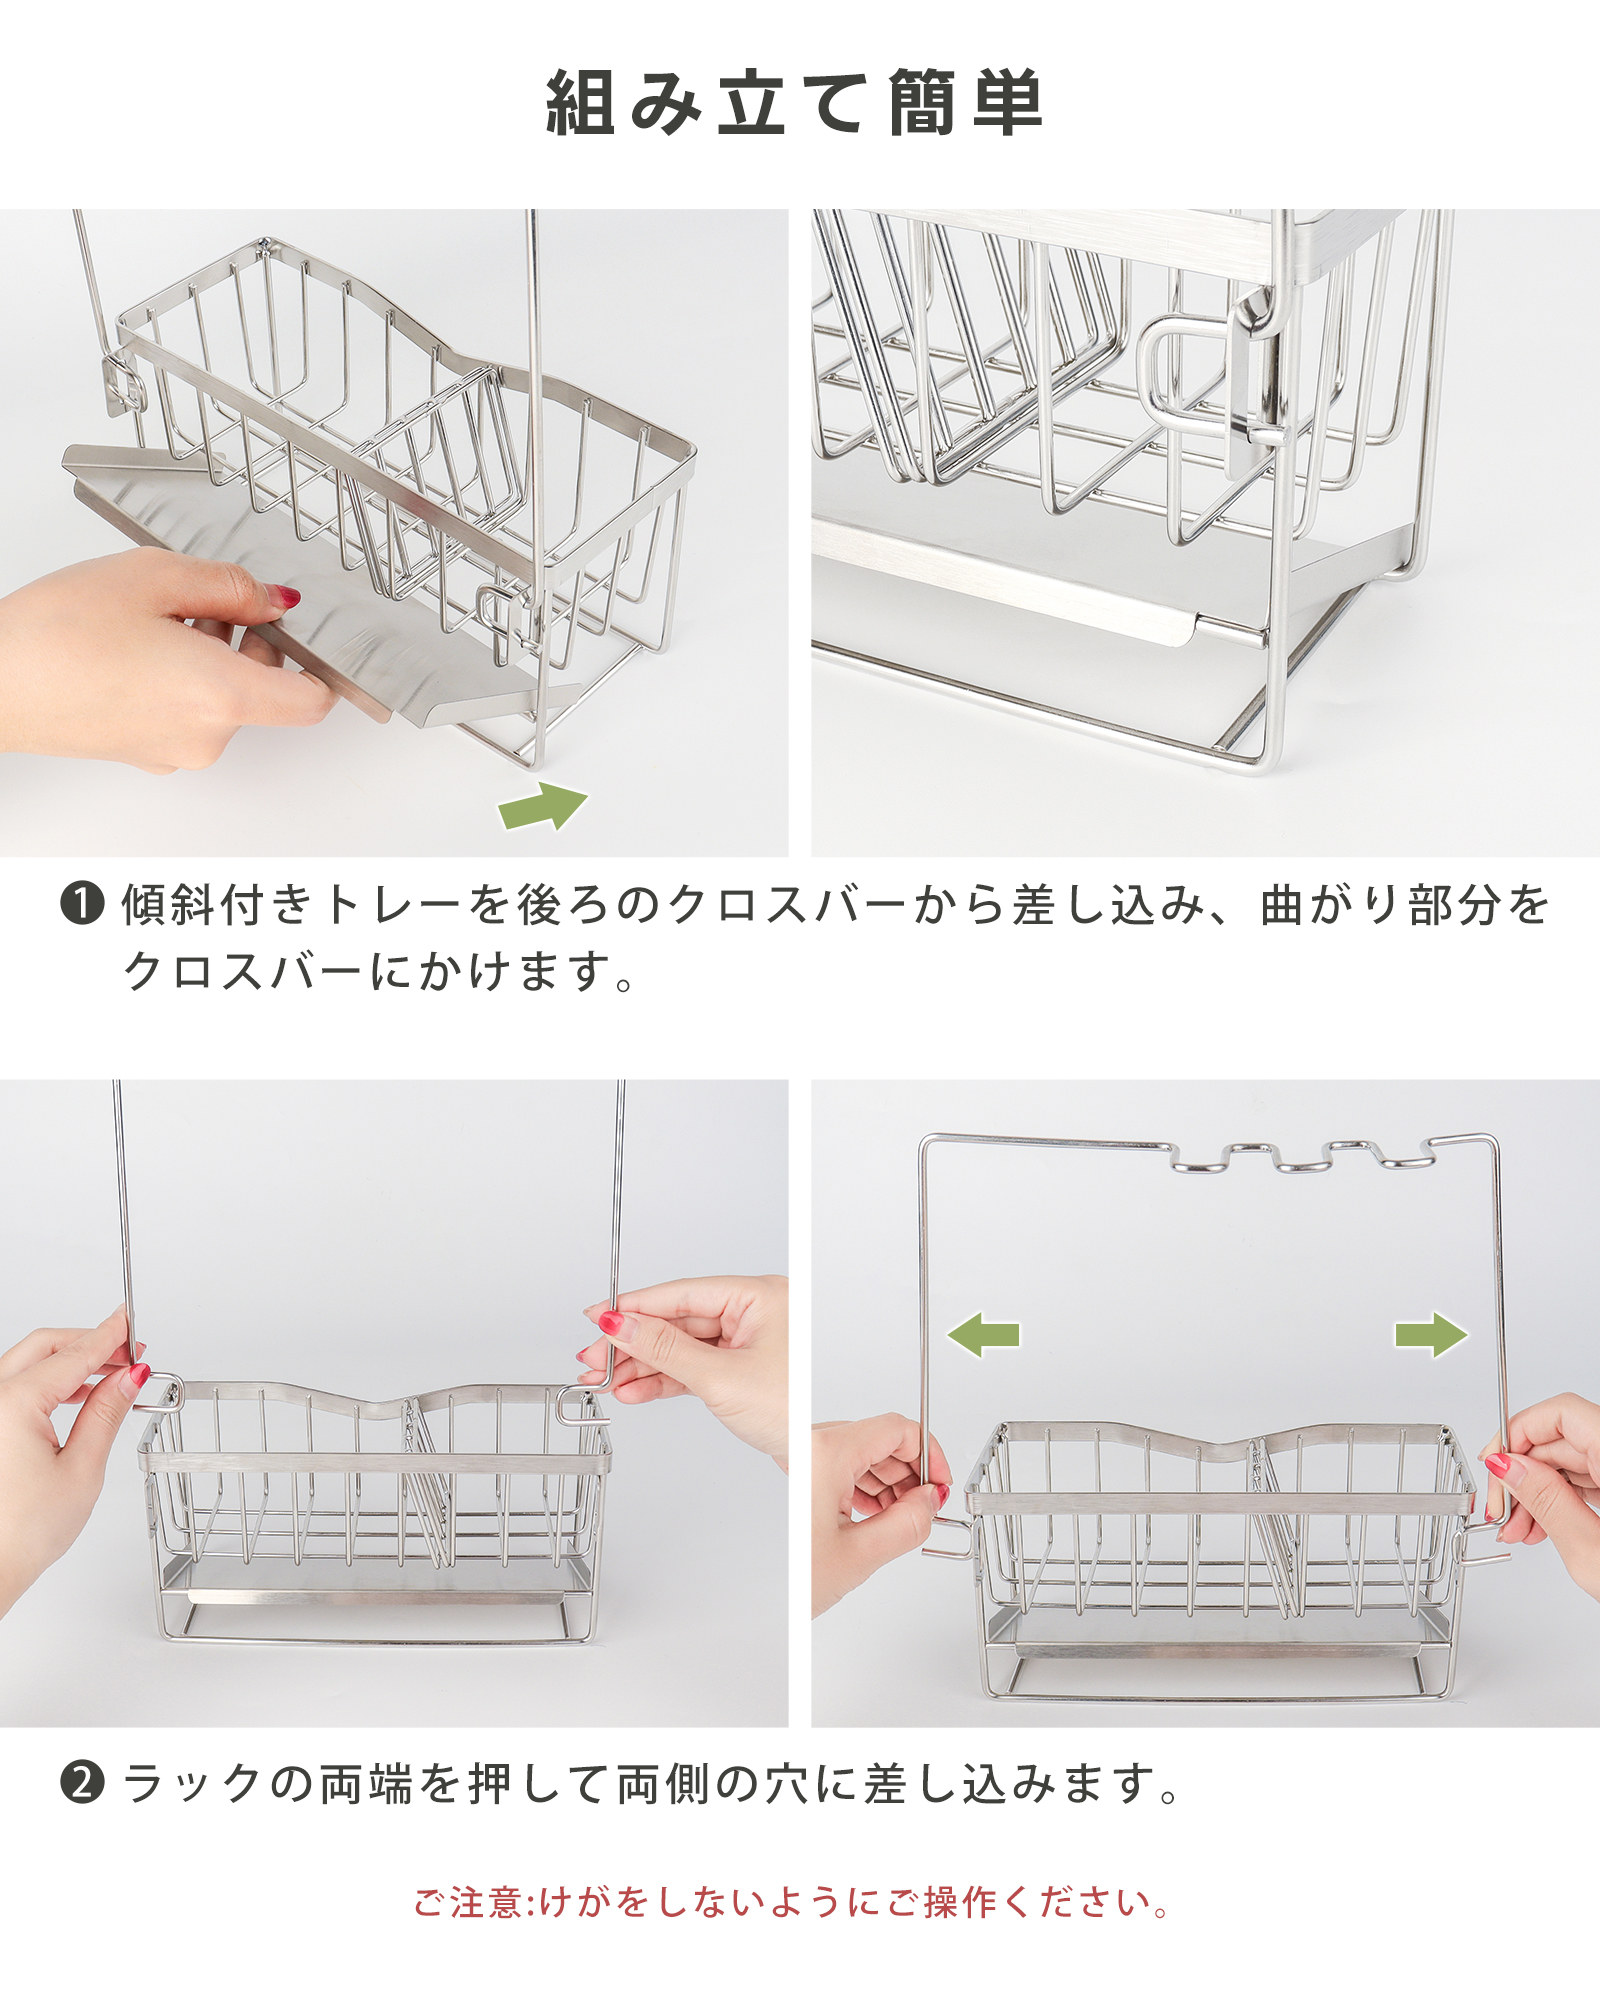 組み立て簡単
❶ 傾斜付きトレーを後ろのクロスバーから差し込み、曲がり部分を
クロスバーにかけます。
❷ ラックの両端を押して両側の穴に差し込みます。
ご注意:けがをしないようにご操作ください。